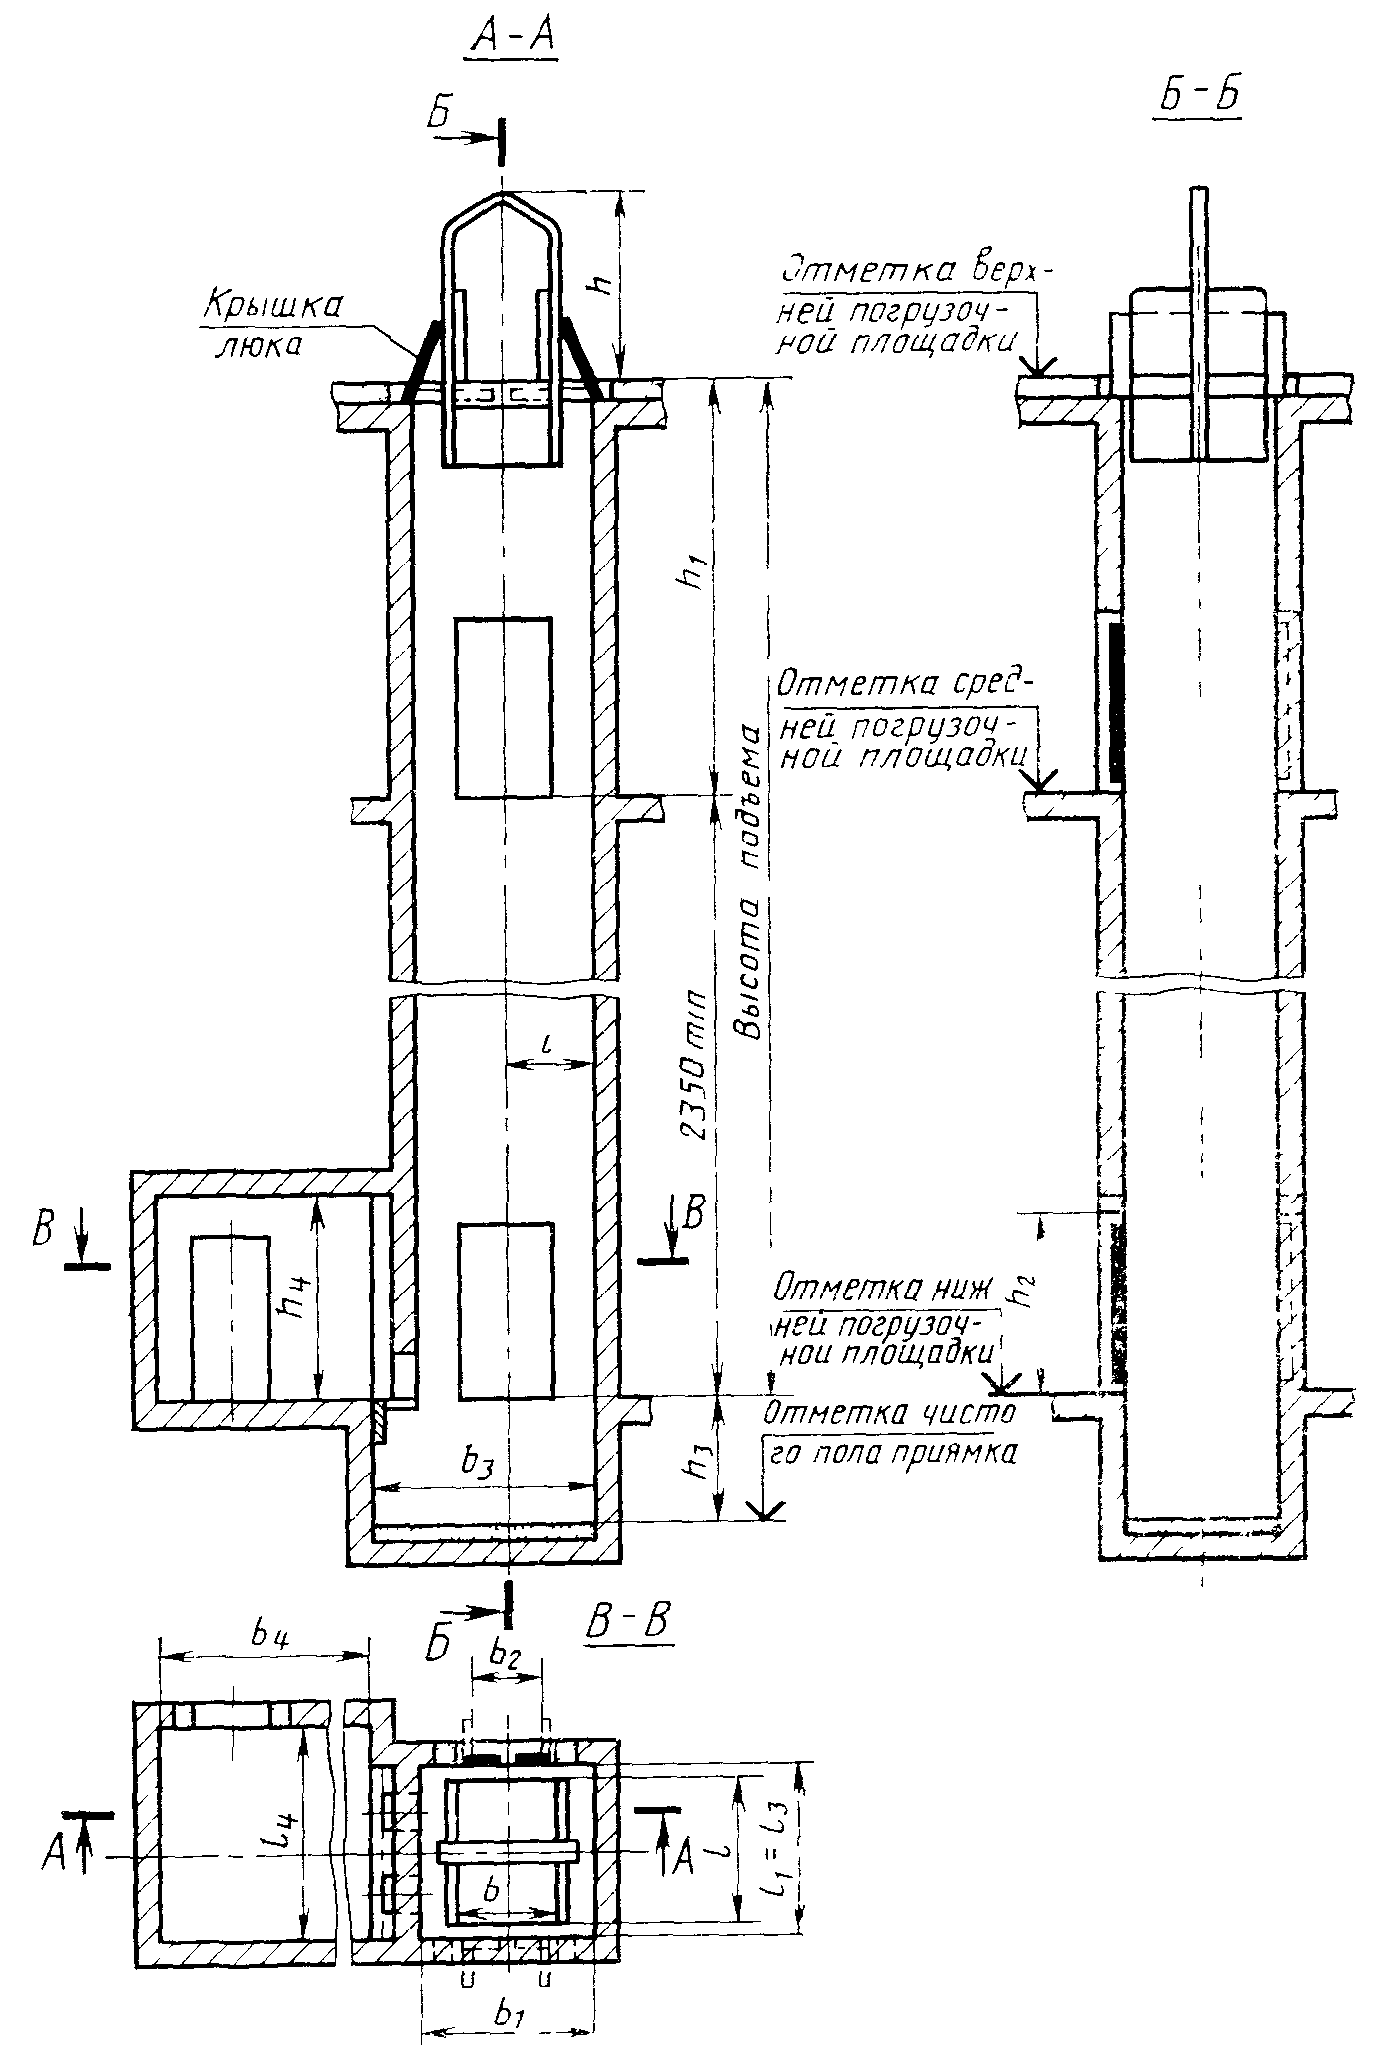 А-А
Б
Б-Б
h
Крышка
люка
Отметка верх-
ней погрузоч-
ной площадки
h1
Отметка сред-
ней погрузоч-
ной площадки
Высота подъема
2350 min
l
В
В
h4
h2
Отметка ниж
ней погрузоч-
ной площадки
Отметка чисто
го пола приямка
h3
b3
Б
В-В
b4
b2
А
А
l4
l
l1=l3
b
b1